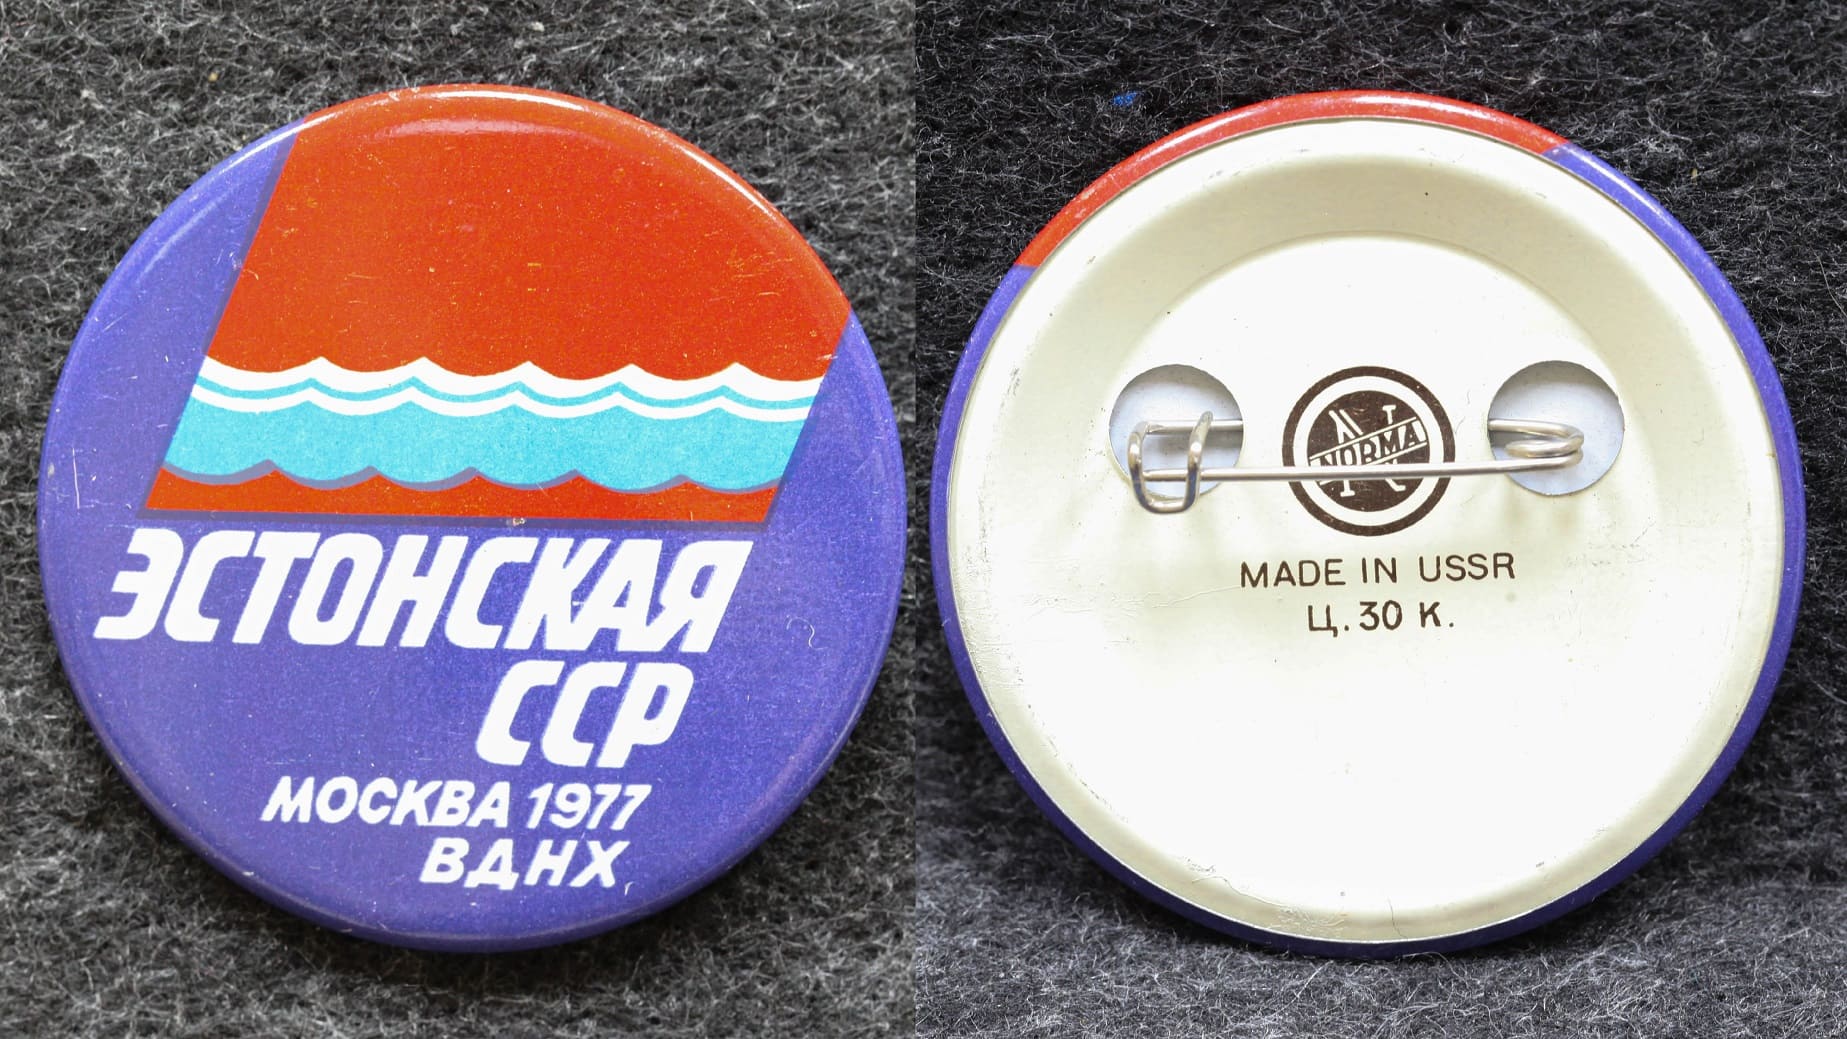 ЭСТОНСКАЯ
ССР
МОСКВА 1977
ВДНХ
NORMA
MADE IN USSR
Ц. 30 К.